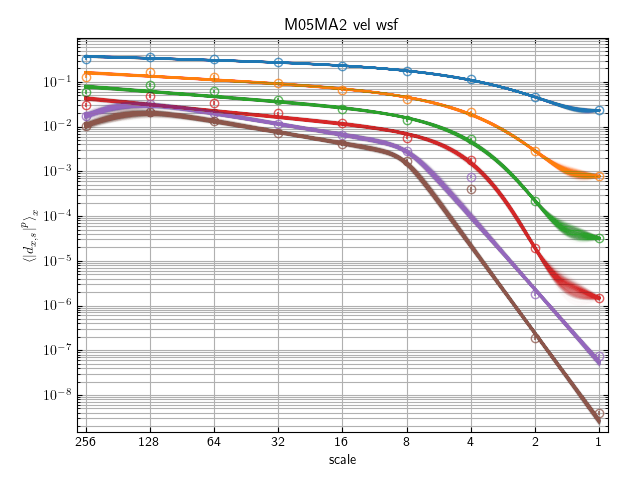 M05MA2 vel wsf
⟨|d_{x,s}|^p⟩_x
10^{-1}
10^{-2}
10^{-3}
10^{-4}
10^{-5}
10^{-6}
10^{-7}
10^{-8}
256 128 64 32 16 8 4 2 1
scale